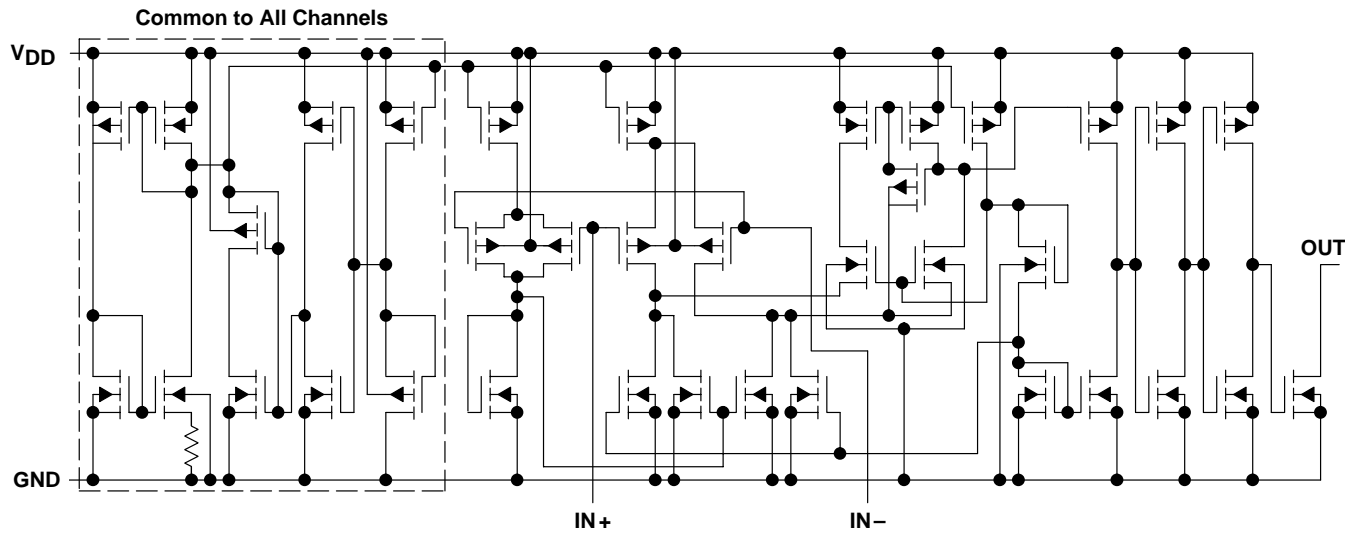 Common to All Channels
VDD
OUT
GND
IN+
IN−